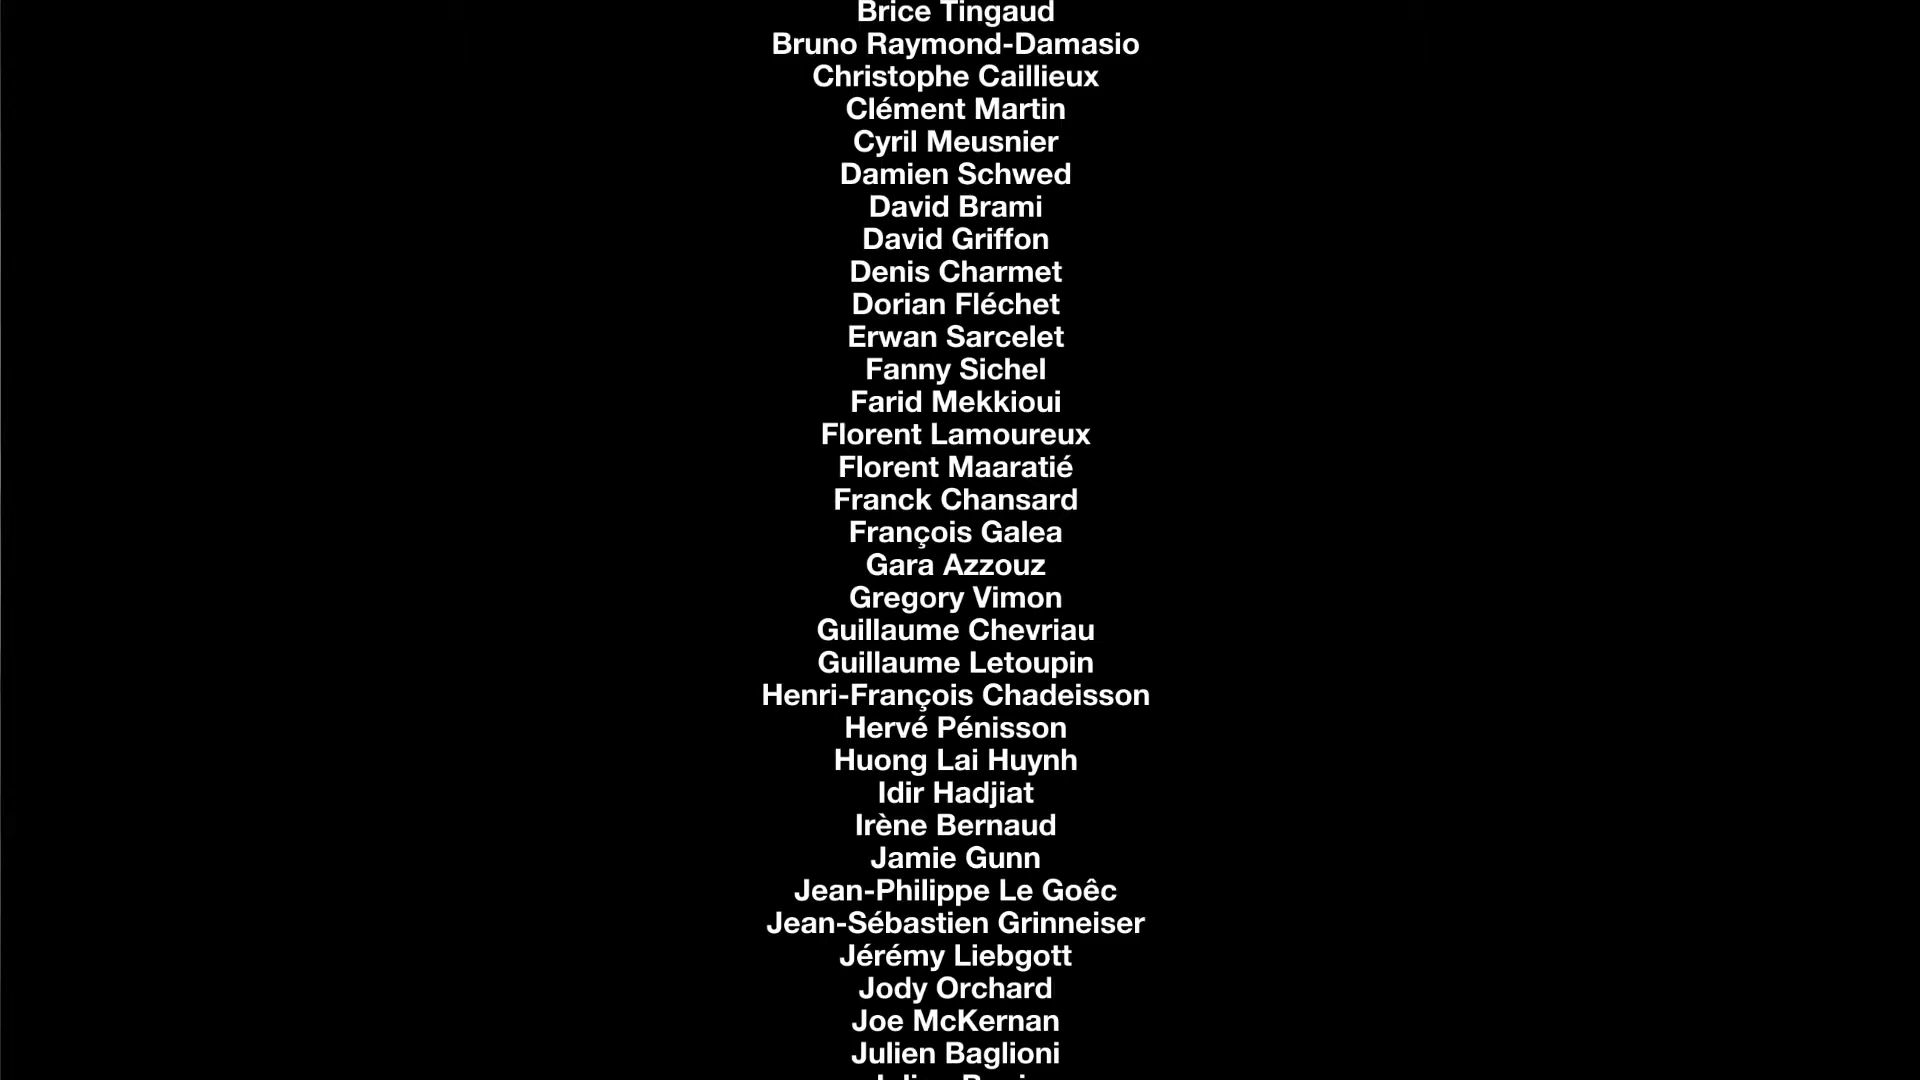 Brice Tingaud
Bruno Raymond-Damasio
Christophe Caillieux
Clément Martin
Cyril Meusnier
Damien Schwed
David Brami
David Griffon
Denis Charmet
Dorian Fléchet
Erwan Sarcelet
Fanny Sichel
Farid Mekkioui
Florent Lamoureux
Florent Maaratié
Franck Chansard
François Galea
Gara Azzouz
Gregory Vimon
Guillaume Chevriau
Guillaume Letoupin
Henri-François Chadeisson
Hervé Pénisson
Huong Lai Huynh
Idir Hadjiat
Irène Bernaud
Jamie Gunn
Jean-Philippe Le Goêc
Jean-Sébastien Grinneiser
Jérémy Liebgott
Jody Orchard
Joe McKernan
Julien Baglioni